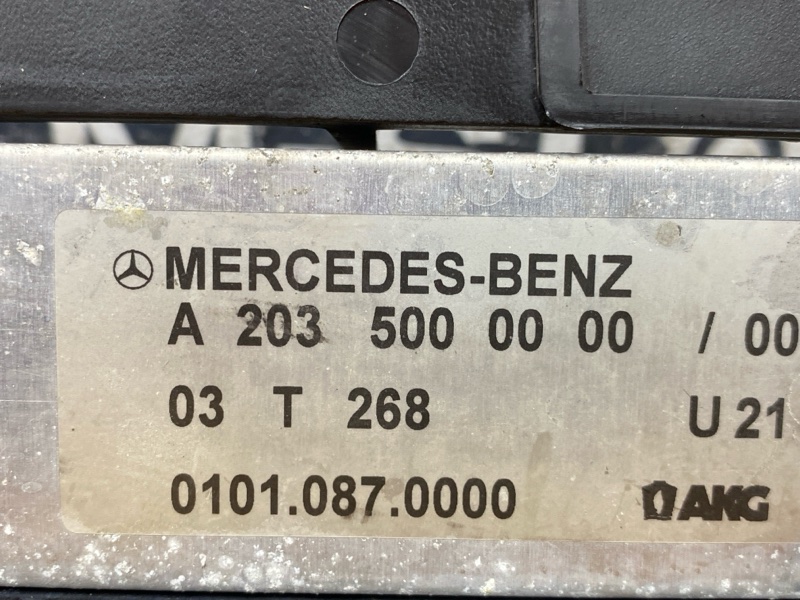 MERCEDES-BENZ
A 203 500 00 00 / 00
03 T 268 U 21
0101.087.0000 AKG